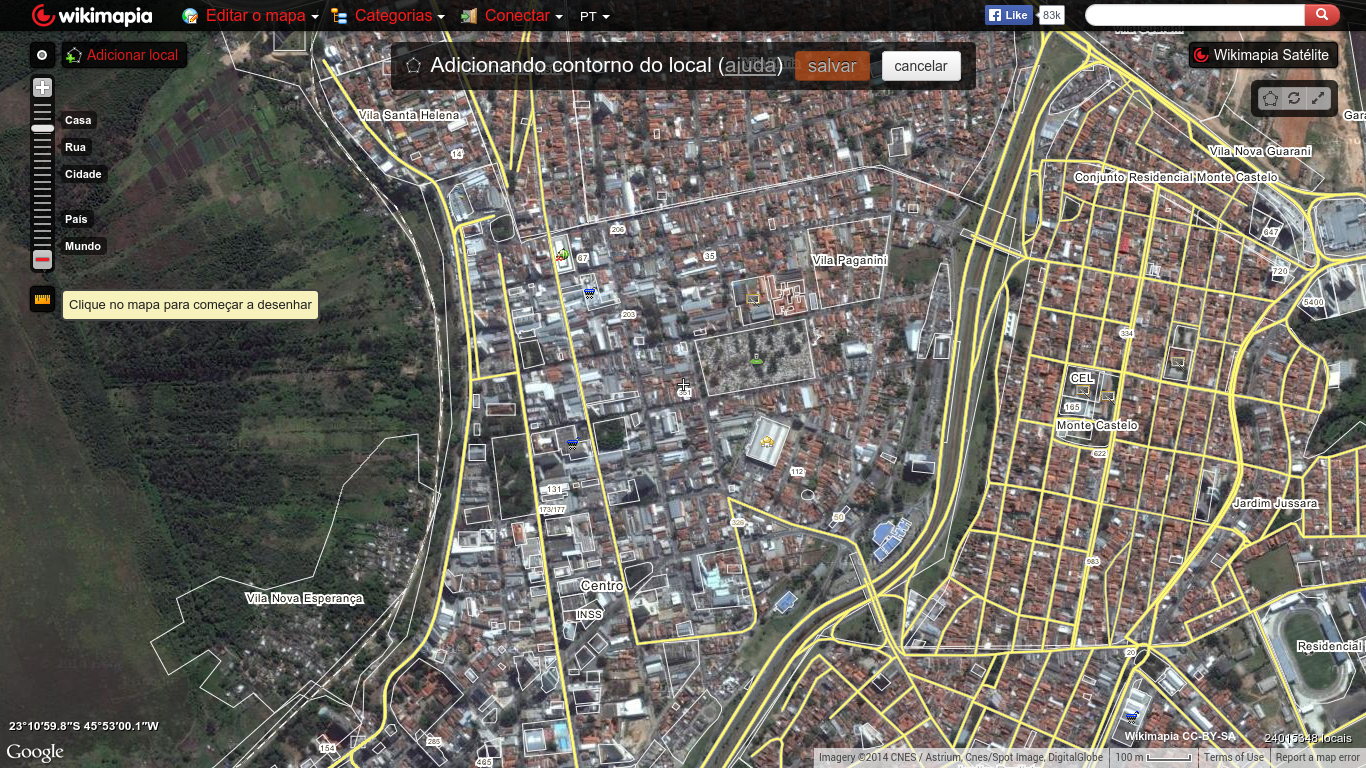 wikimapia
Editar o mapa
Categorias
Conectar
PT
Like
83k
Adicionar local
Adicionando contorno do local (ajuda)
salvar
cancelar
Wikimapia Satélite
Casa
Rua
Cidade
País
Mundo
Clique no mapa para começar a desenhar
Vila Santa Helena
14
Vila Nova Guarani
Conjunto Residencial Monte Castelo
206
647
67
35
Vila Paganini
720
5400
203
334
CEL
165
Monte Castelo
622
112
131
173/177
Jardim Jussara
326
50
683
Centro
Vila Nova Esperança
INSS
Residencial
20
23°10'59.8"S 45°53'00.1"W
Google
154
285
465
Wikimapia CC-BY-SA
24015348 locais
Imagery ©2014 CNES / Astrium, Cnes/Spot Image, DigitalGlobe
100 m
Terms of Use
Report a map error